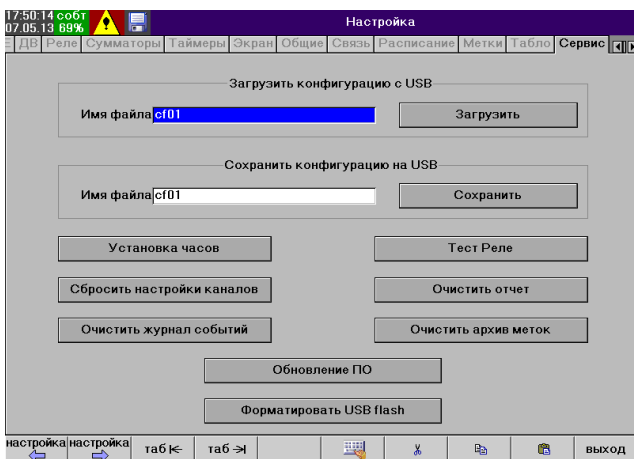 17:50:14 собт
07.05.13 69%
Настройка
ДВ Реле Сумматоры Таймеры Экран Общие Связь Расписание Метки Табло Сервис
Загрузить конфигурацию с USB
Имя файла cf01 Загрузить
Сохранить конфигурацию на USB
Имя файла cf01 Сохранить
Установка часов Тест Реле
Сбросить настройки каналов Очистить отчет
Очистить журнал событий Очистить архив меток
Обновление ПО
Форматировать USB flash
настройка настройка таб таб выход